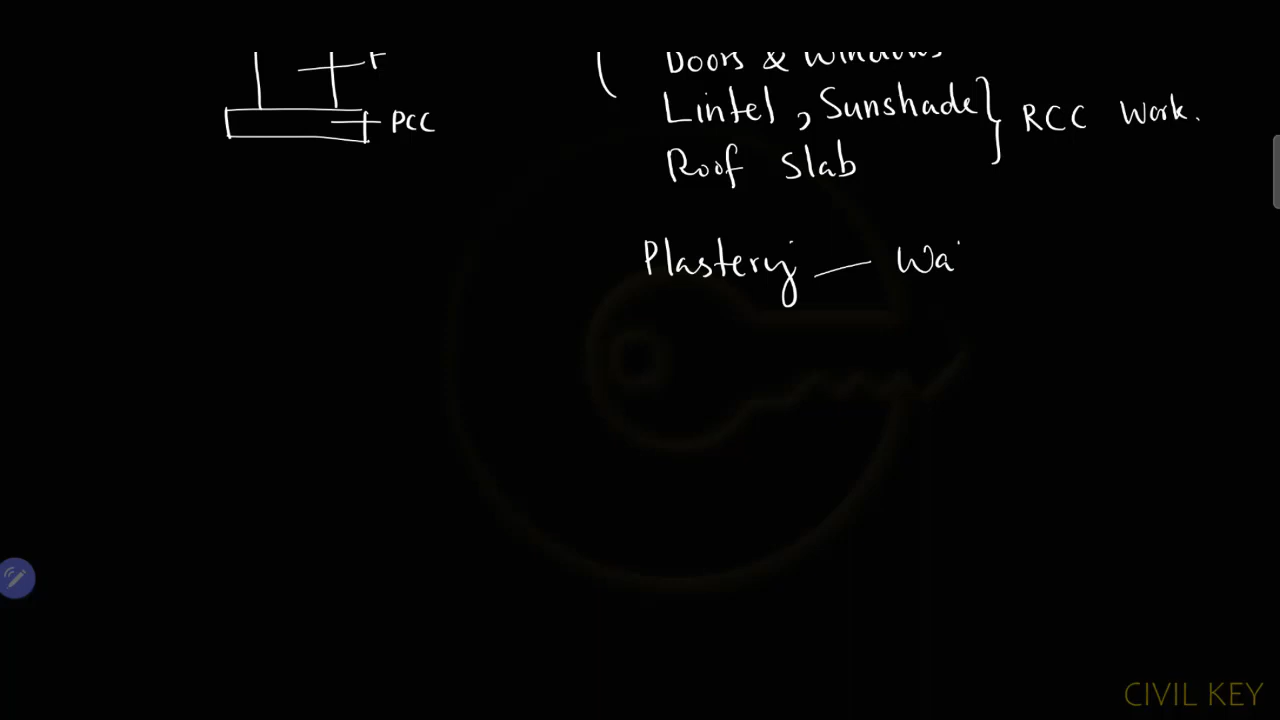 Doors & Windows
Lintel, Sunshade } RCC Work.
Roof slab
PCC
Plastering — Wa
CIVIL KEY